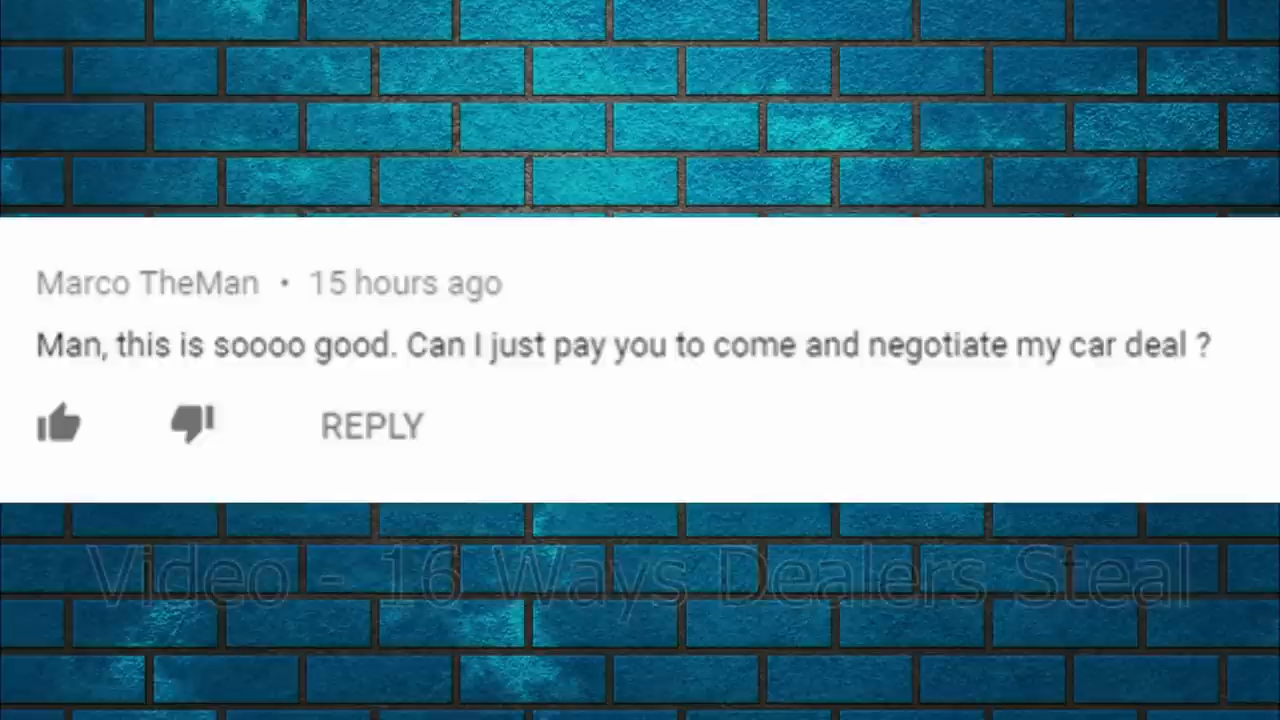 Marco TheMan • 15 hours ago
Man, this is soooo good. Can I just pay you to come and negotiate my car deal ?
REPLY
Video - 16 Ways Dealers Steal